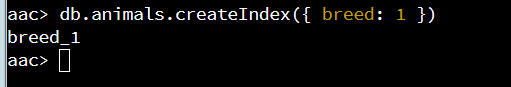 aac> db.animals.createIndex({ breed: 1 })
breed_1
aac>